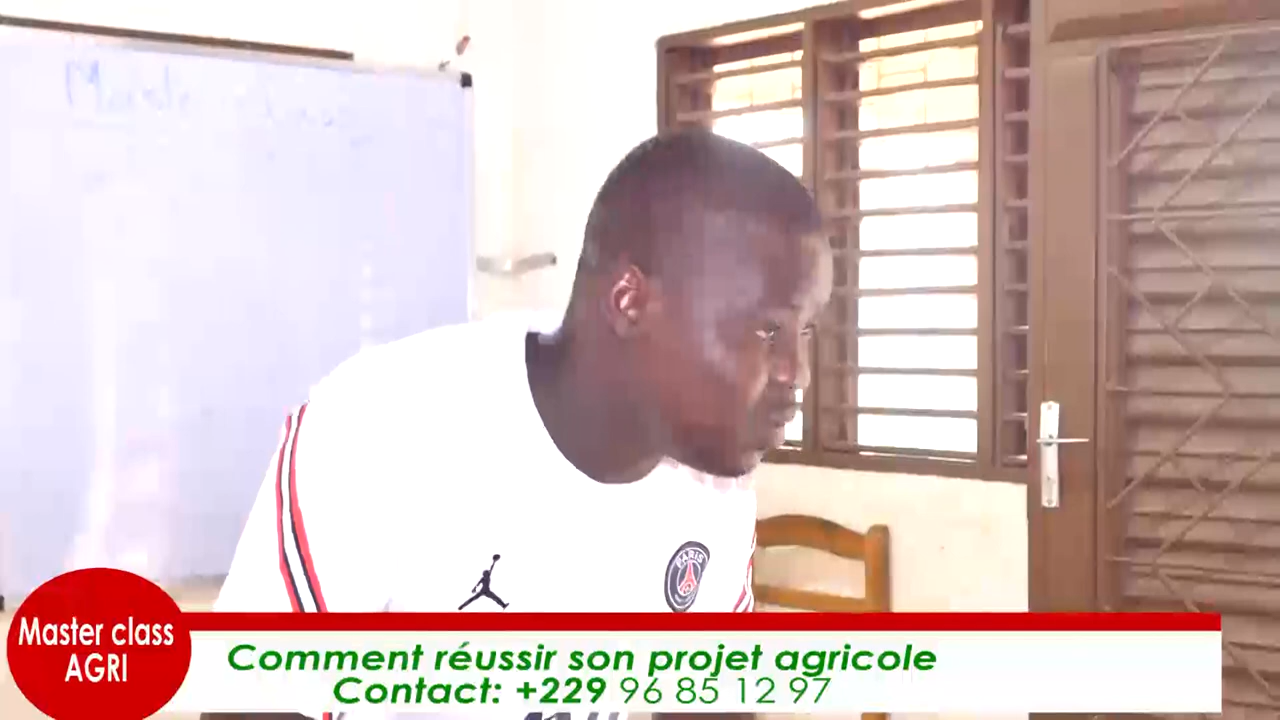 Master class
AGRI
Comment réussir son projet agricole
Contact: +229 96 85 12 97
PARIS